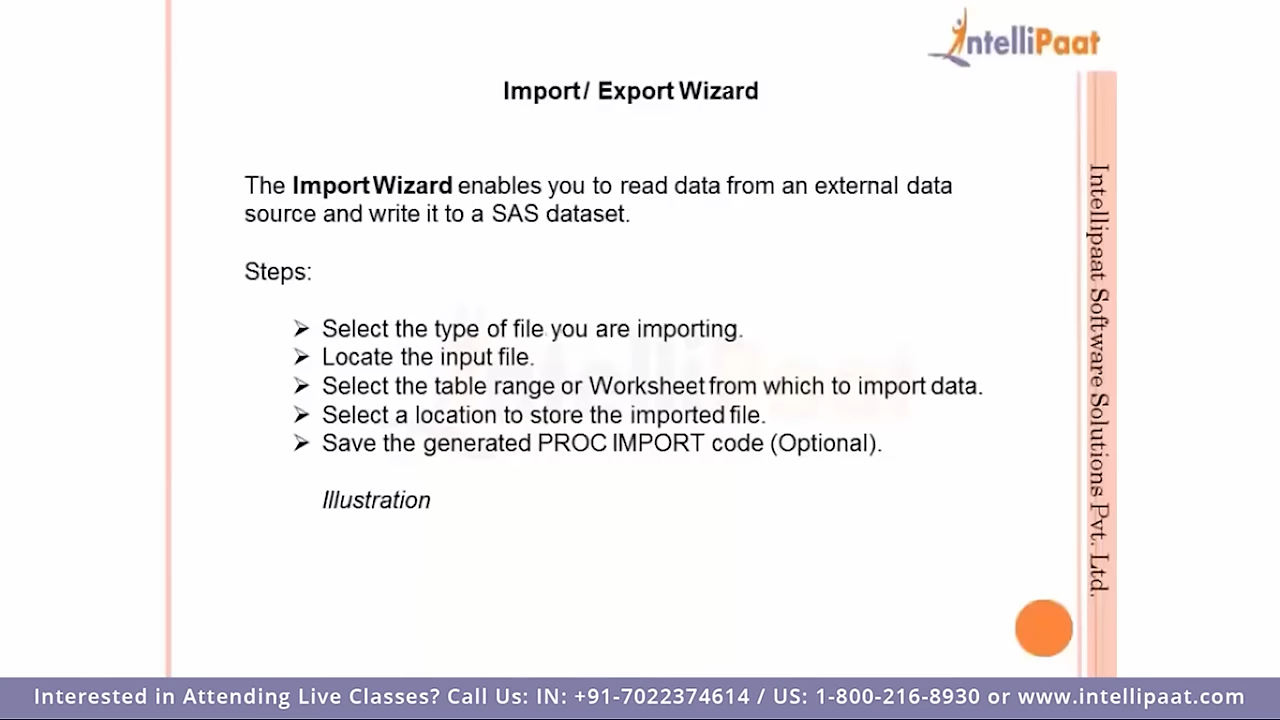 IntelliPaat
Import/ Export Wizard
The Import Wizard enables you to read data from an external data
source and write it to a SAS dataset.
Steps:
➢ Select the type of file you are importing.
➢ Locate the input file.
➢ Select the table range or Worksheet from which to import data.
➢ Select a location to store the imported file.
➢ Save the generated PROC IMPORT code (Optional).
Illustration
Intellipaat Software Solutions Pvt. Ltd.
Interested in Attending Live Classes? Call Us: IN: +91-7022374614 / US: 1-800-216-8930 or www.intellipaat.com